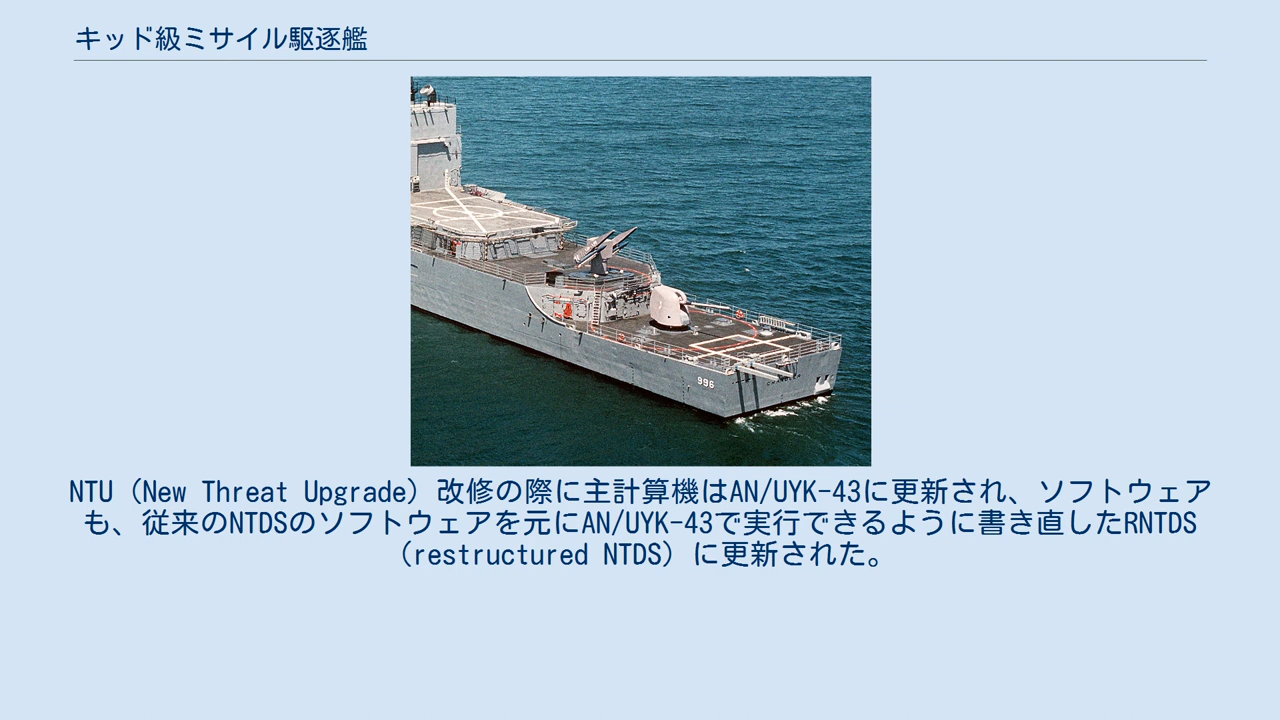 キッド級ミサイル駆逐艦
996
CHANDLER
NTU（New Threat Upgrade）改修の際に主計算機はAN/UYK-43に更新され、ソフトウェア
も、従来のNTDSのソフトウェアを元にAN/UYK-43で実行できるように書き直したRNTDS
（restructured NTDS）に更新された。